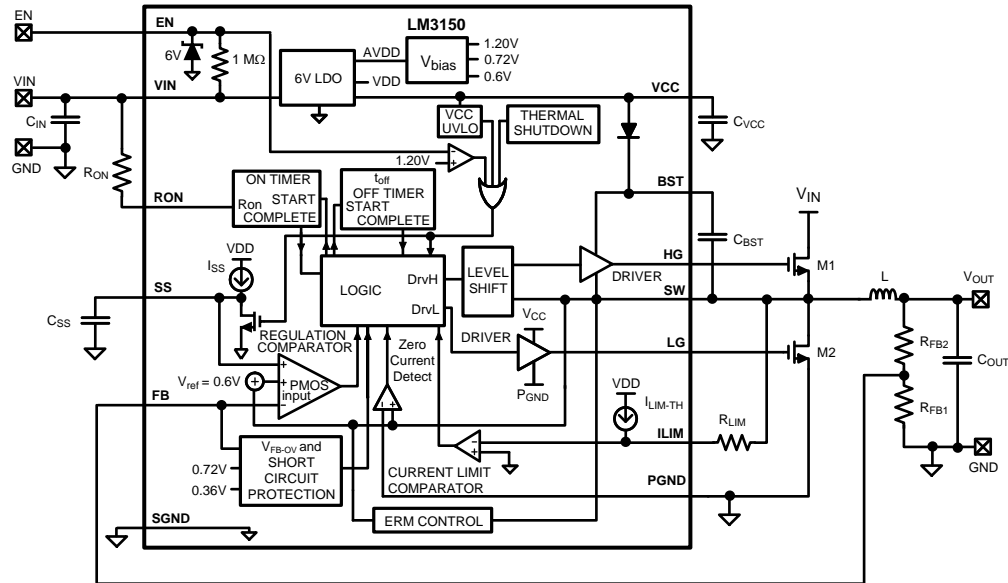 LM3150
EN
EN
6V
1 MΩ
VIN
VIN
C_IN
GND
R_ON
6V LDO
AVDD
VDD
V_bias
1.20V
0.72V
0.6V
VCC
VCC
UVLO
THERMAL
SHUTDOWN
C_VCC
1.20V
RON
ON TIMER
Ron START
COMPLETE
t_off
OFF TIMER
START
COMPLETE
BST
C_BST
V_IN
HG
DRIVER
M1
VDD
I_SS
SS
C_SS
LOGIC
DrvH
DrvL
LEVEL
SHIFT
SW
L
V_OUT
REGULATION
COMPARATOR
Zero
Current
Detect
DRIVER
V_CC
P_GND
LG
M2
R_FB2
R_FB1
C_OUT
GND
V_ref = 0.6V
FB
PMOS
input
VDD
I_LIM-TH
R_LIM
ILIM
V_FB-OV and
SHORT
CIRCUIT
PROTECTION
0.72V
0.36V
CURRENT LIMIT
COMPARATOR
PGND
SGND
ERM CONTROL